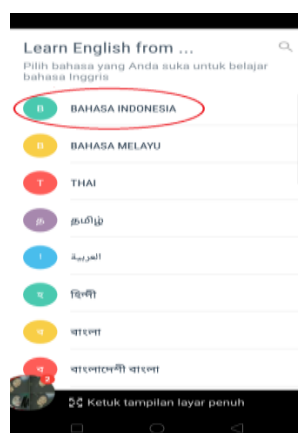 Learn English from ...
Pilih bahasa yang Anda suka untuk belajar
bahasa Inggris
B BAHASA INDONESIA
B BAHASA MELAYU
T THAI
த தமிழ்
ا العربية
ह हिन्দী
ব বাংলা
ব বাংলাদেশী বাংলা
2
Ketuk tampilan layar penuh